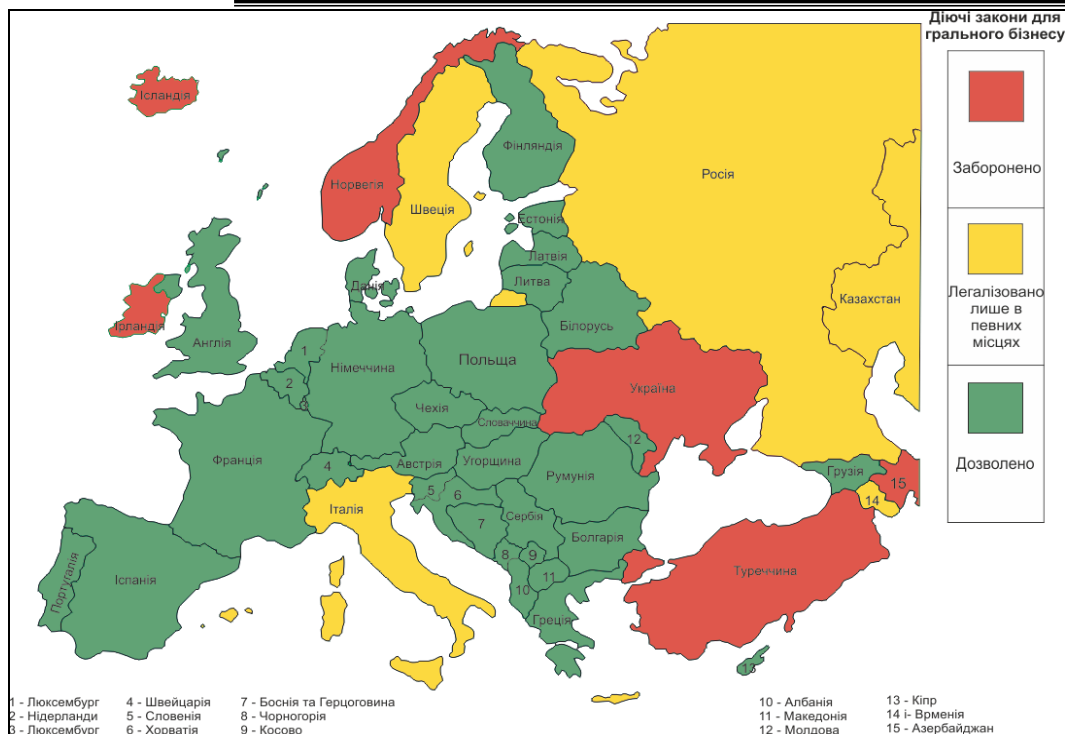 Діючі закони для
грального бізнесу
Заборонено
Легалізовано
лише в
певних
місцях
Дозволено
Ісландія
Норвегія
Швеція
Фінляндія
Росія
Естонія
Латвія
Литва
Данія
Ірландія
Англія
Білорусь
Казахстан
1
2
3
Німеччина
Польща
Україна
Чехія
Словаччина
12
Франція
4
Австрія
Угорщина
Румунія
Грузія
15
14
Італія
5
6
7
Сербія
Болгарія
8
9
10
11
Туреччина
Португалія
Іспанія
Греція
13
1 - Люксембург
2 - Нідерланди
3 - Люксембург
4 - Швейцарія
5 - Словенія
6 - Хорватія
7 - Боснія та Герцоговина
8 - Чорногорія
9 - Косово
10 - Албанія
11 - Македонія
12 - Молдова
13 - Кіпр
14 і- Врменія
15 - Азербайджан